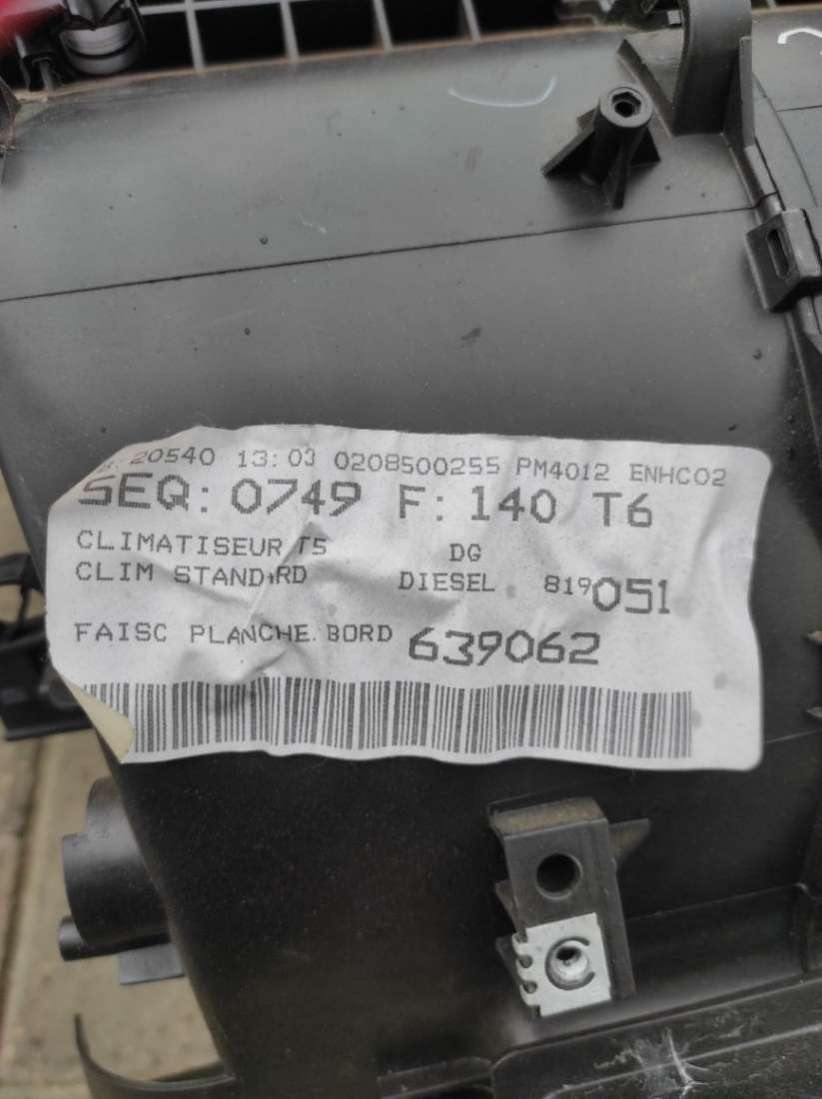 20540 13:03 0208500255 PM4012 ENHC02
SEQ: 0749 F: 140 T6
CLIMATISEUR T5 DG
CLIM STANDARD DIESEL 819051
FAISC PLANCHE.BORD 639062